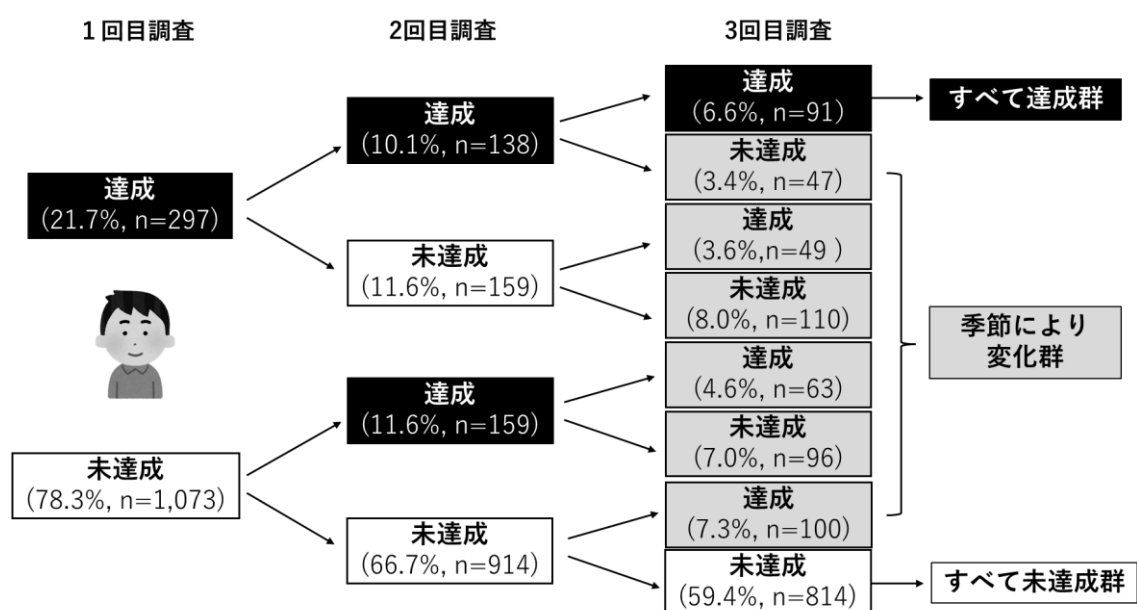 1回目調査
2回目調査
3回目調査
達成
(21.7%, n=297)
未達成
(78.3%, n=1,073)
達成
(10.1%, n=138)
未達成
(11.6%, n=159)
達成
(11.6%, n=159)
未達成
(66.7%, n=914)
達成
(6.6%, n=91)
未達成
(3.4%, n=47)
達成
(3.6%,n=49 )
未達成
(8.0%, n=110)
達成
(4.6%, n=63)
未達成
(7.0%, n=96)
達成
(7.3%, n=100)
未達成
(59.4%, n=814)
すべて達成群
季節により
変化群
すべて未達成群